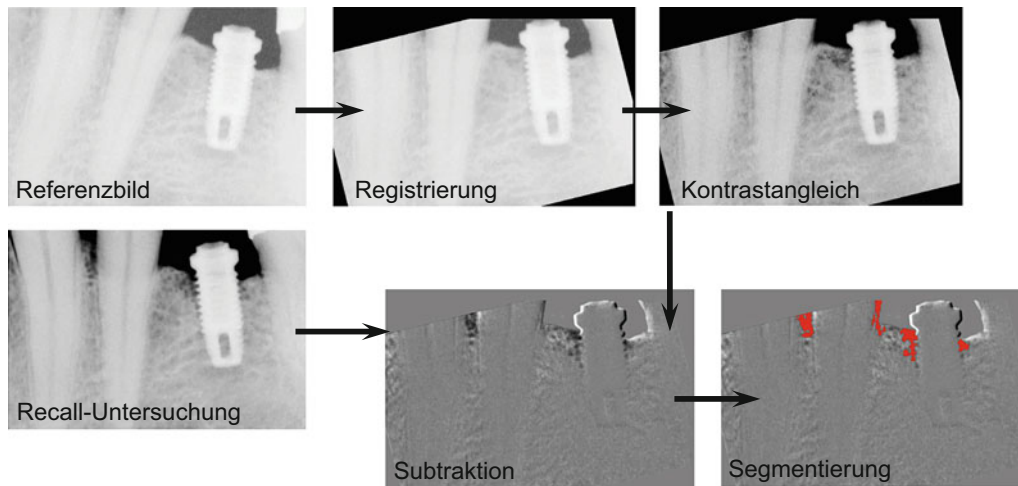 Referenzbild
Registrierung
Kontrastangleich
Recall-Untersuchung
Subtraktion
Segmentierung